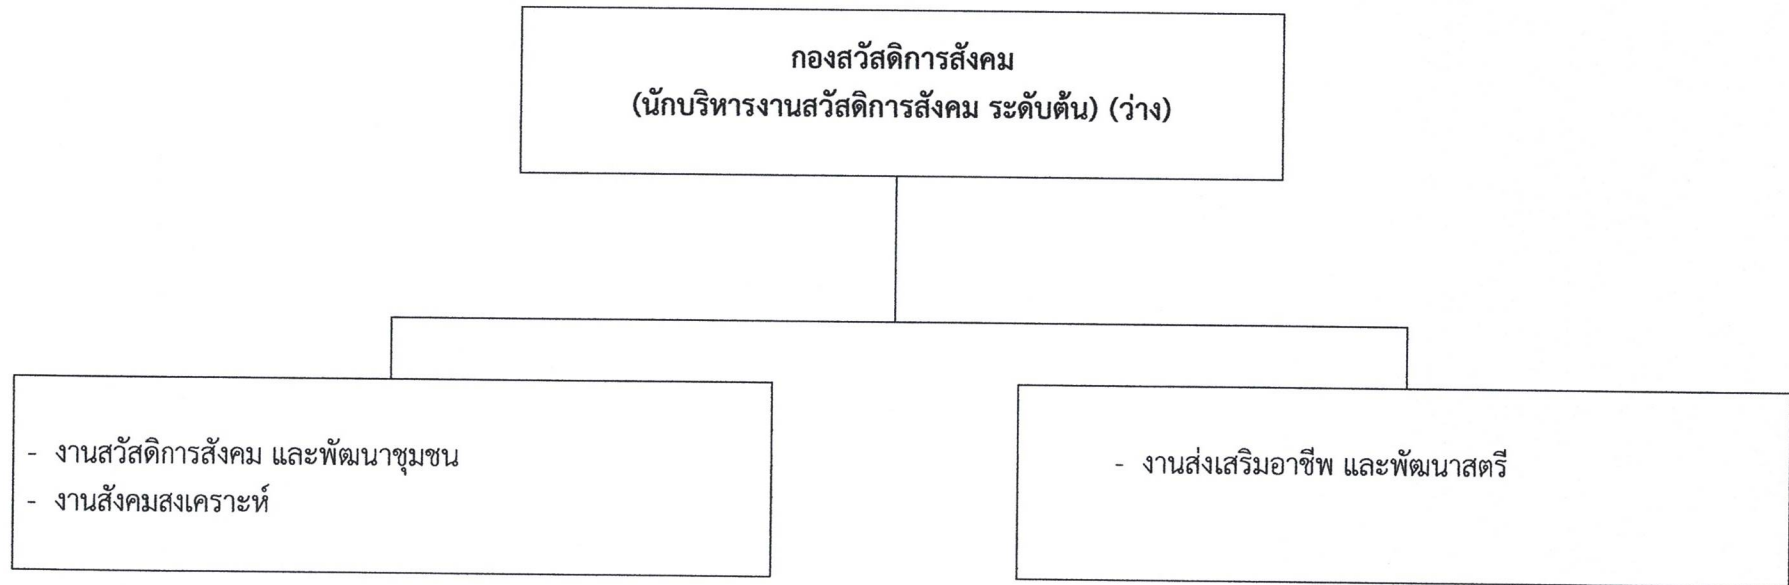 กองสวัสดิการสังคม
(นักบริหารงานสวัสดิการสังคม ระดับต้น) (ว่าง)
- งานสวัสดิการสังคม และพัฒนาชุมชน
- งานสังคมสงเคราะห์
- งานส่งเสริมอาชีพ และพัฒนาสตรี